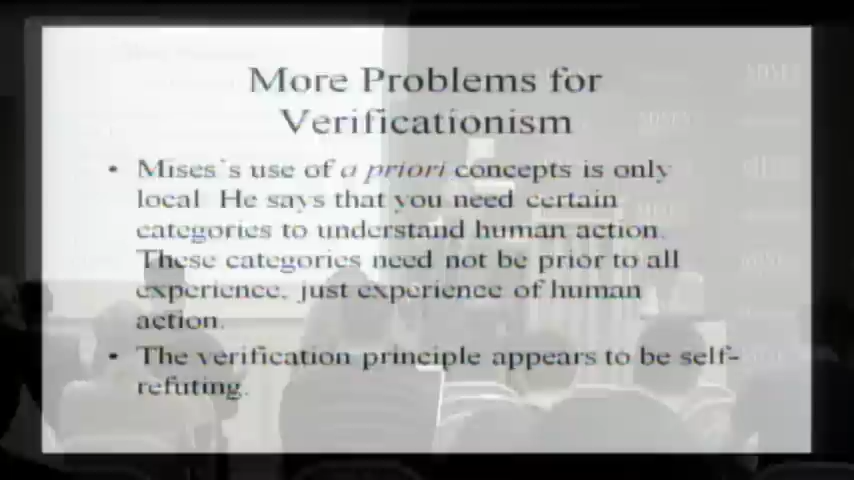 More Problems for
Verificationism
• Mises's use of a priori concepts is only
local. He says that you need certain
categories to understand human action.
These categories need not be prior to all
experience, just experience of human
action.
• The verification principle appears to be self-
refuting.
MISES
MISES